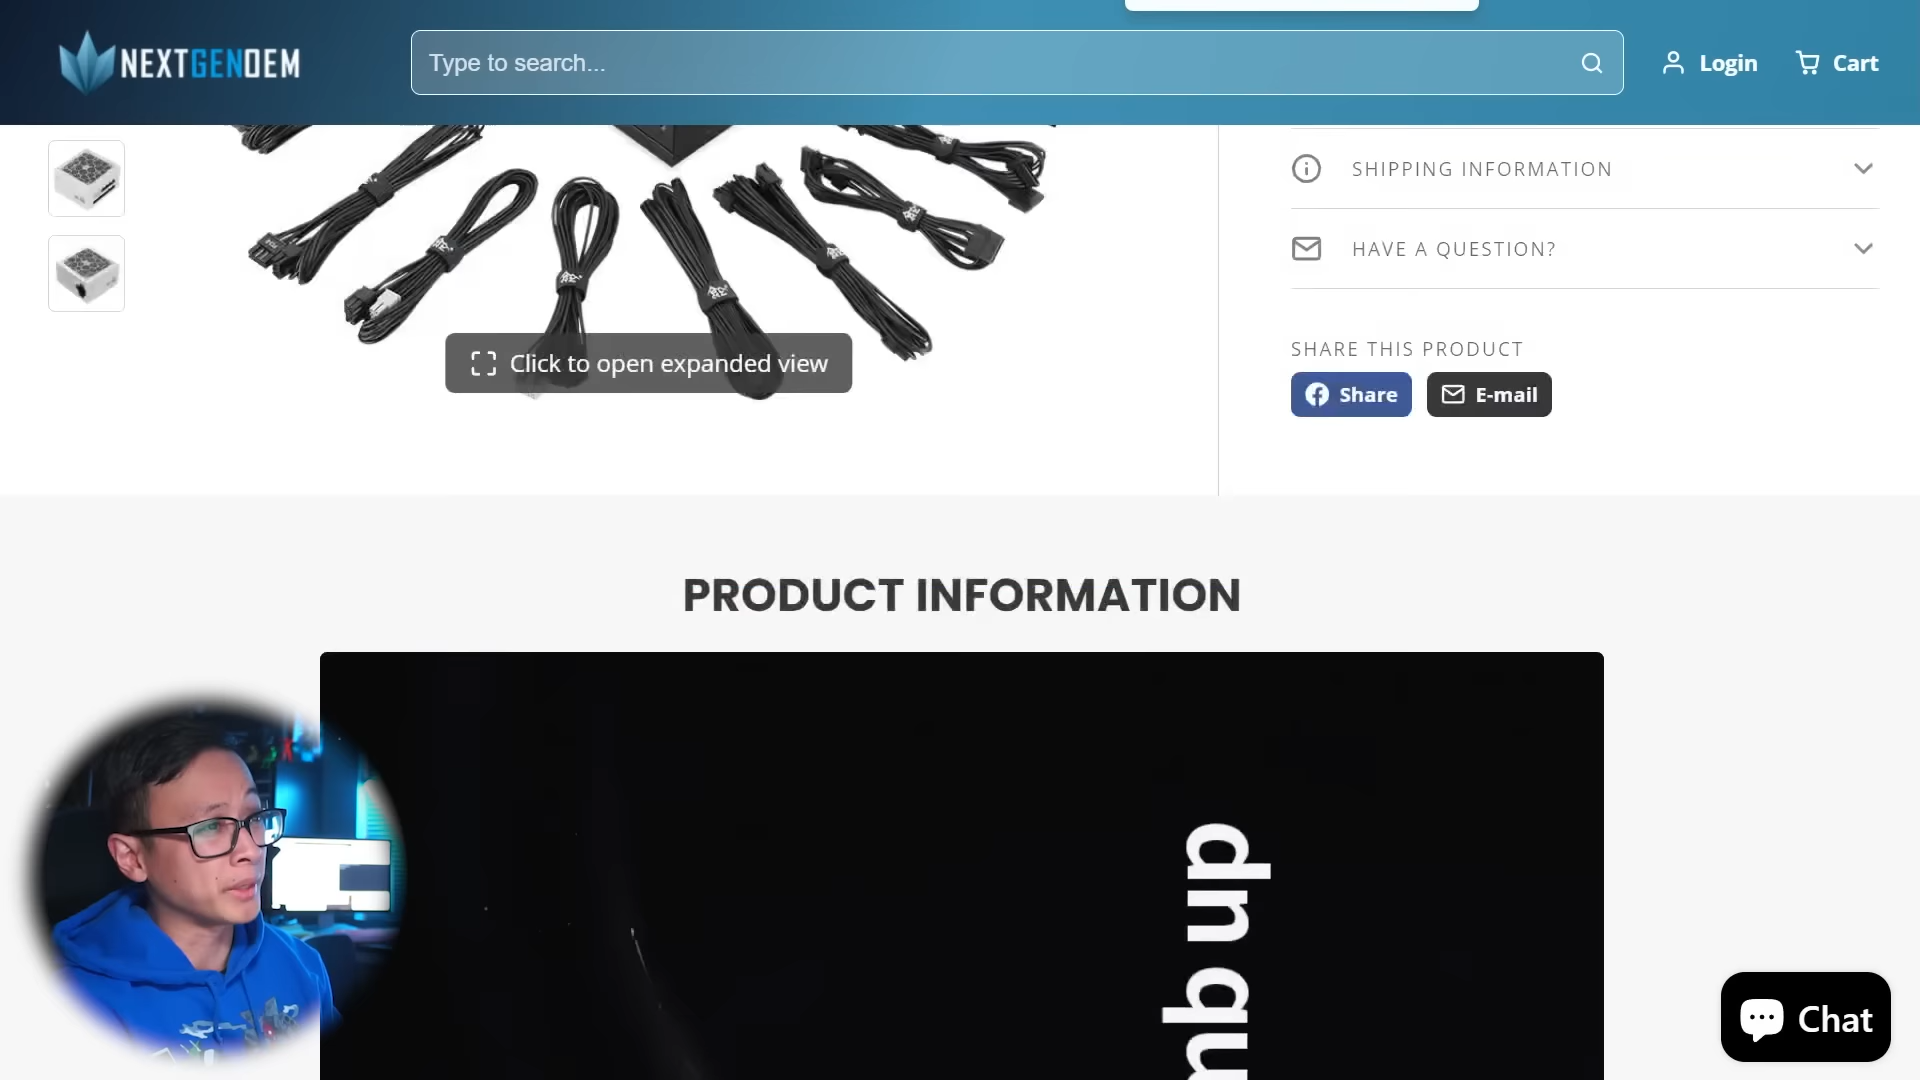 NEXTGENOEM
Type to search...
Login
Cart
SHIPPING INFORMATION
HAVE A QUESTION?
Click to open expanded view
SHARE THIS PRODUCT
Share
E-mail
PRODUCT INFORMATION
up
Chat